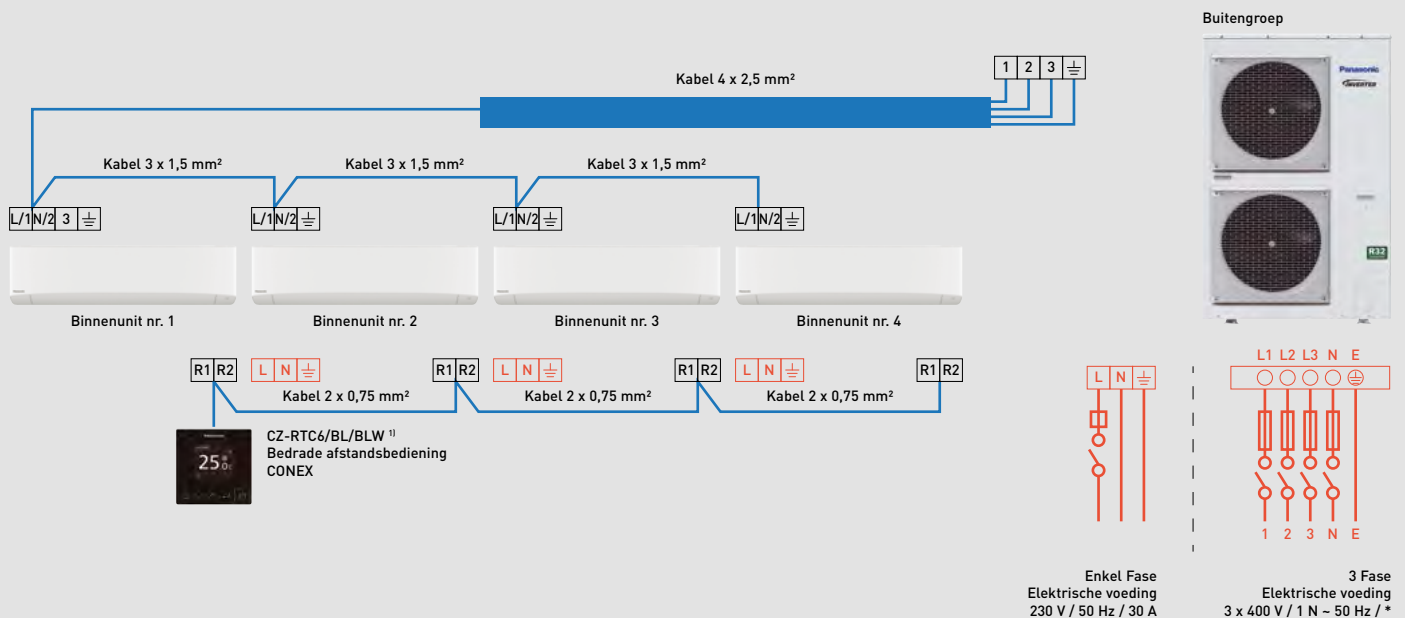 Buitengroep
Kabel 4 x 2,5 mm²
1 2 3
Panasonic
INVERTER
Kabel 3 x 1,5 mm² Kabel 3 x 1,5 mm² Kabel 3 x 1,5 mm²
L/1 N/2 3 L/1 N/2 L/1 N/2 L/1 N/2
R32
Binnenunit nr. 1 Binnenunit nr. 2 Binnenunit nr. 3 Binnenunit nr. 4
L1 L2 L3 N E
R1 R2 L N R1 R2 L N R1 R2 L N R1 R2 L N
Kabel 2 x 0,75 mm² Kabel 2 x 0,75 mm² Kabel 2 x 0,75 mm²
CZ-RTC6/BL/BLW ¹⁾
Bedrade afstandsbediening
CONEX
Panasonic
25
1 2 3 N E
Enkel Fase
Elektrische voeding
230 V / 50 Hz / 30 A
3 Fase
Elektrische voeding
3 x 400 V / 1 N ~ 50 Hz / *